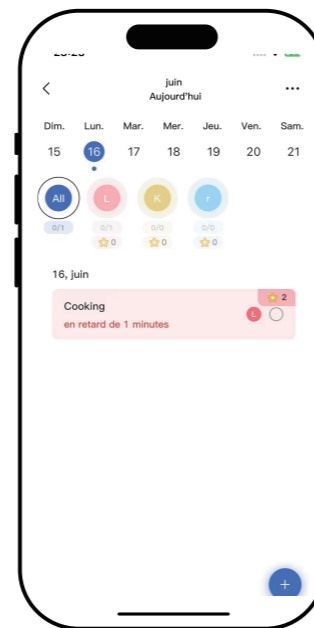 juin
Aujourd'hui
Dim. Lun. Mar. Mer. Jeu. Ven. Sam.
15 16 17 18 19 20 21
All L K r
0/1 0/1 0/0 0/0
0 0 0
16, juin
2
Cooking
L
en retard de 1 minutes
+